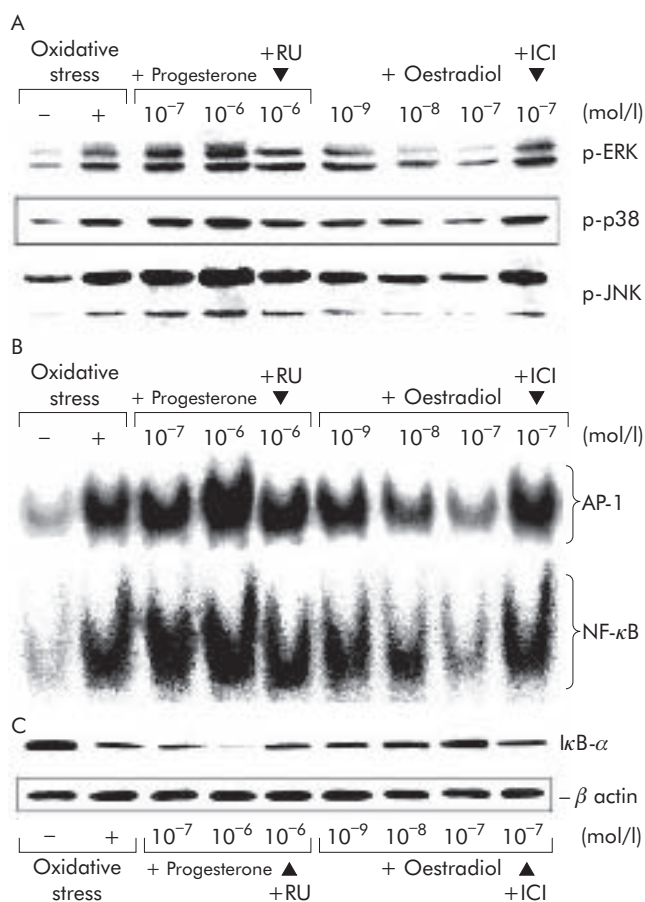 A
Oxidative stress + Progesterone +RU ▼ + Oestradiol +ICI ▼
− + 10⁻⁷ 10⁻⁶ 10⁻⁶ 10⁻⁹ 10⁻⁸ 10⁻⁷ 10⁻⁷ (mol/l)
p-ERK
p-p38
p-JNK
B
Oxidative stress + Progesterone +RU ▼ + Oestradiol +ICI ▼
− + 10⁻⁷ 10⁻⁶ 10⁻⁶ 10⁻⁹ 10⁻⁸ 10⁻⁷ 10⁻⁷ (mol/l)
AP-1
NF-κB
C
IκB-α
β actin
− + 10⁻⁷ 10⁻⁶ 10⁻⁶ 10⁻⁹ 10⁻⁸ 10⁻⁷ 10⁻⁷ (mol/l)
Oxidative stress + Progesterone ▲ +RU + Oestradiol ▲ +ICI